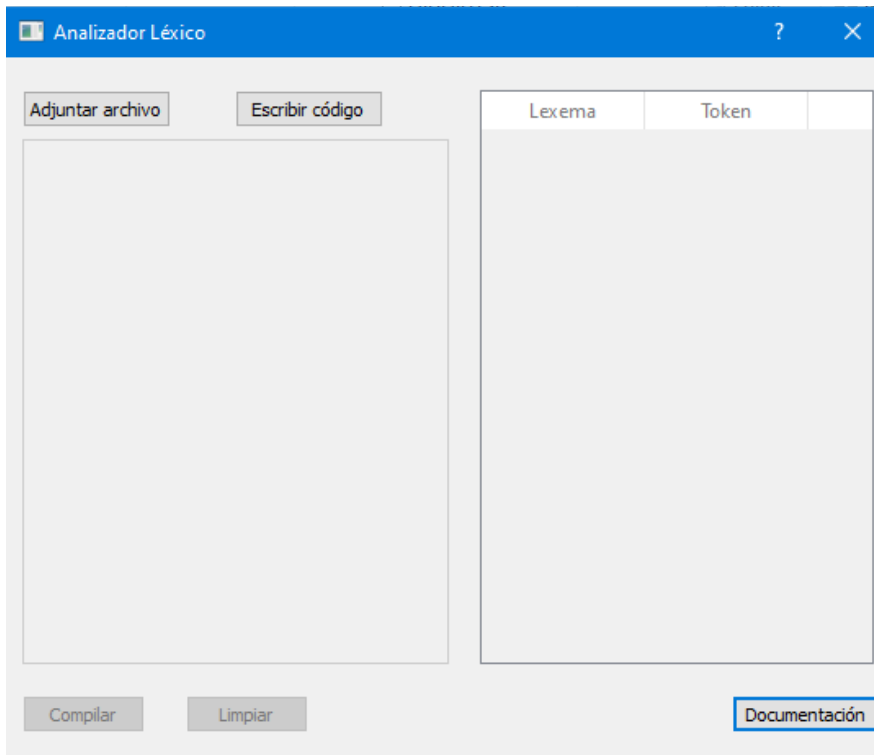 Analizador Léxico
?
Adjuntar archivo
Escribir código
Lexema
Token
Compilar
Limpiar
Documentación